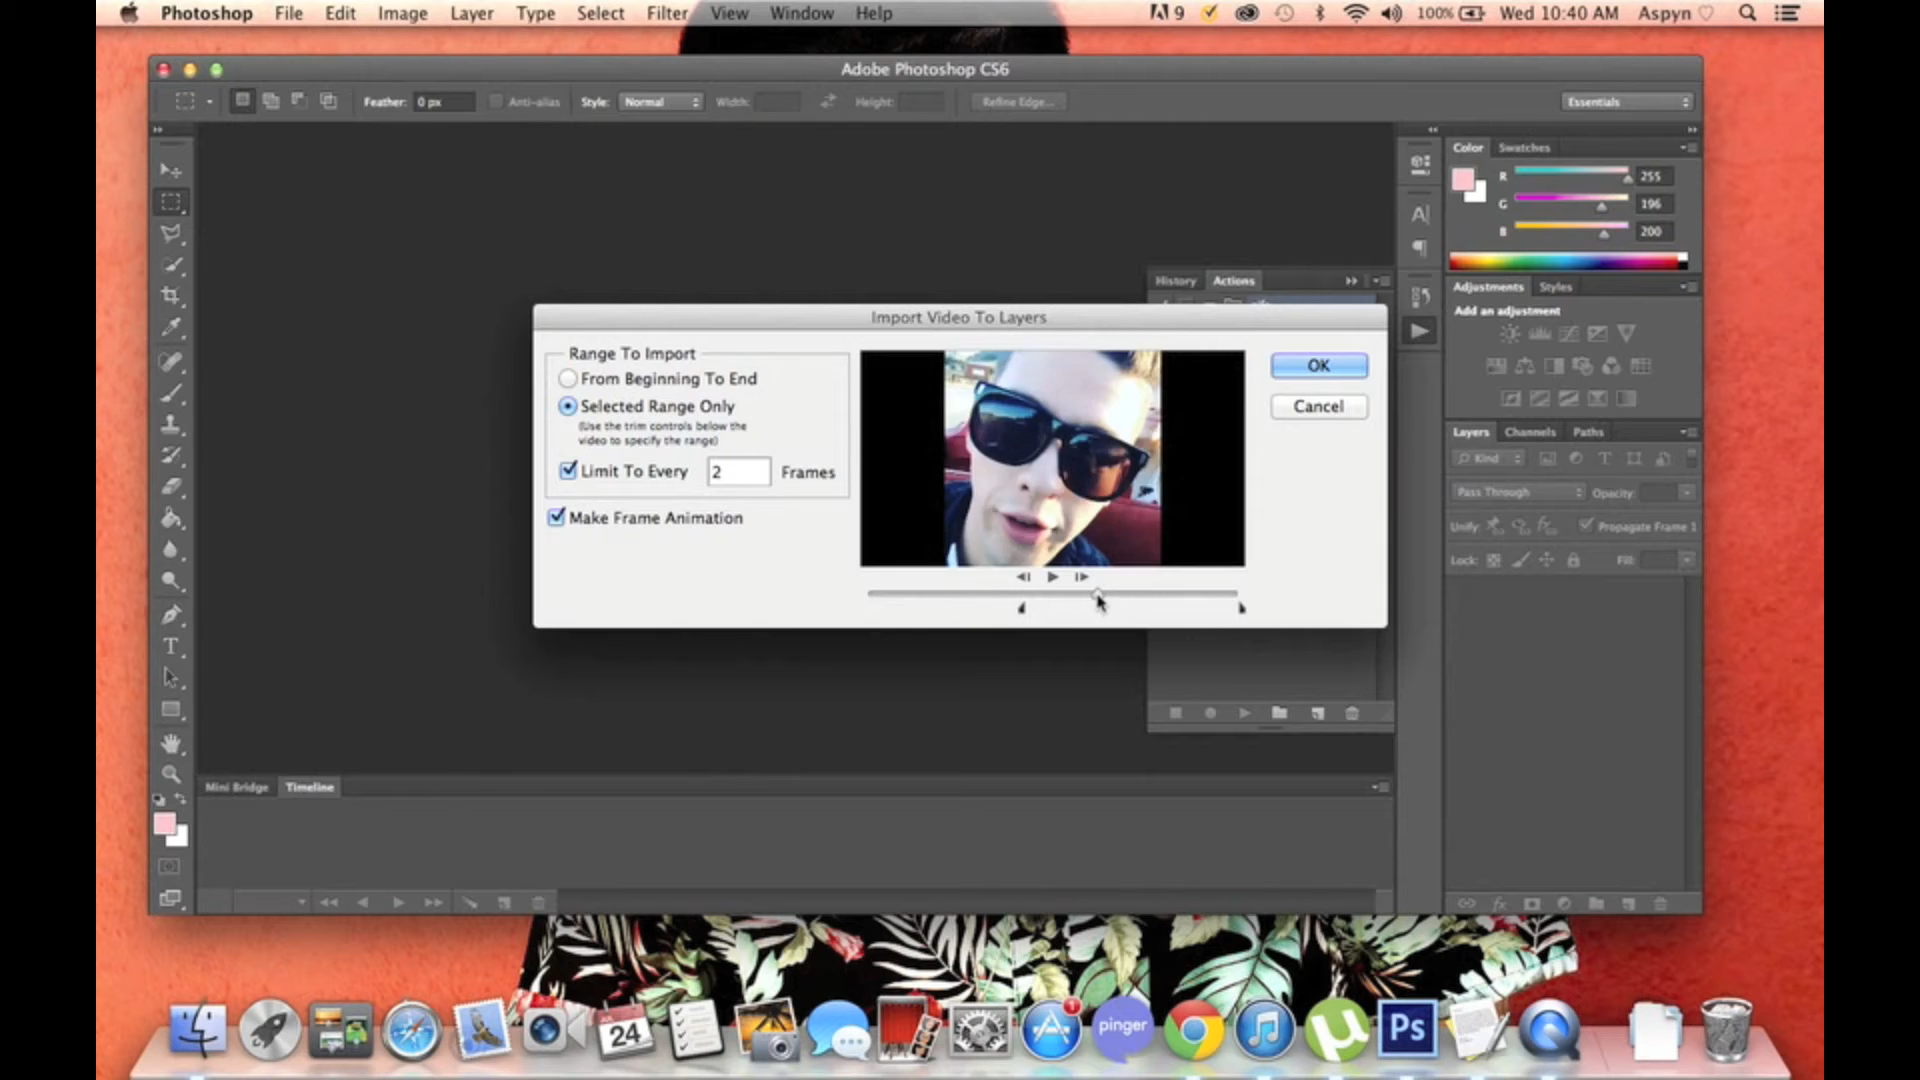 Photoshop File Edit Image Layer Type Select Filter View Window Help 9 100% Wed 10:40 AM Aspyn ♡
Adobe Photoshop CS6
Feather: 0 px Anti-alias Style: Normal Width: Height: Refine Edge... Essentials
Color Swatches
R 255
G 196
B 200
History Actions
Adjustments Styles
Add an adjustment
Import Video To Layers
Range To Import
From Beginning To End
Selected Range Only
(Use the trim controls below the
video to specify the range)
Limit To Every 2 Frames
Make Frame Animation
OK
Cancel
Layers Channels Paths
Kind
Pass Through Opacity:
Unify: Propagate Frame 1
Lock: Fill:
Mini Bridge Timeline
JUL
24
1
pinger
Ps